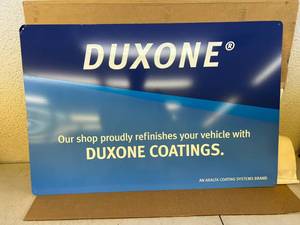 DUXONE®
Our shop proudly refinishes your vehicle with
DUXONE COATINGS.
AN AXALTA COATING SYSTEMS BRAND